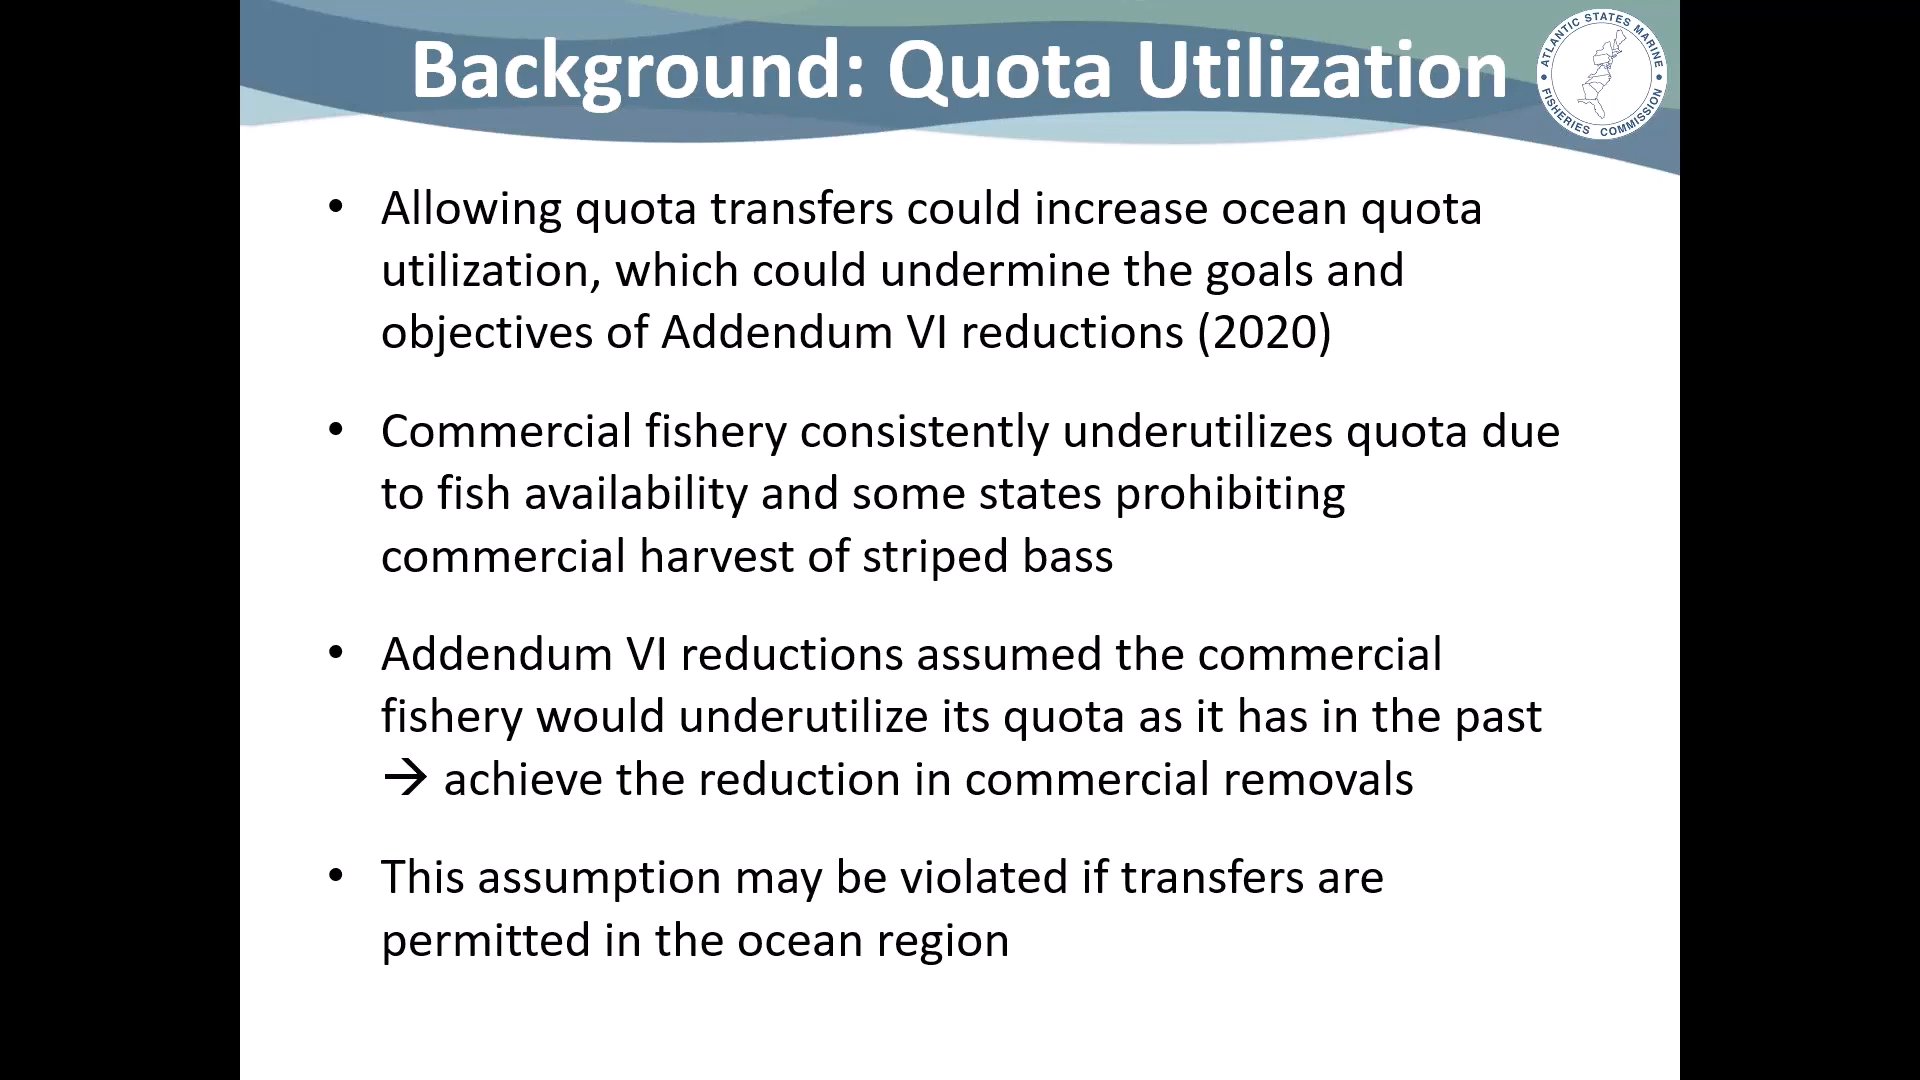 Background: Quota Utilization
ATLANTIC STATES MARINE
FISHERIES COMMISSION
• Allowing quota transfers could increase ocean quota
utilization, which could undermine the goals and
objectives of Addendum VI reductions (2020)
• Commercial fishery consistently underutilizes quota due
to fish availability and some states prohibiting
commercial harvest of striped bass
• Addendum VI reductions assumed the commercial
fishery would underutilize its quota as it has in the past
→ achieve the reduction in commercial removals
• This assumption may be violated if transfers are
permitted in the ocean region